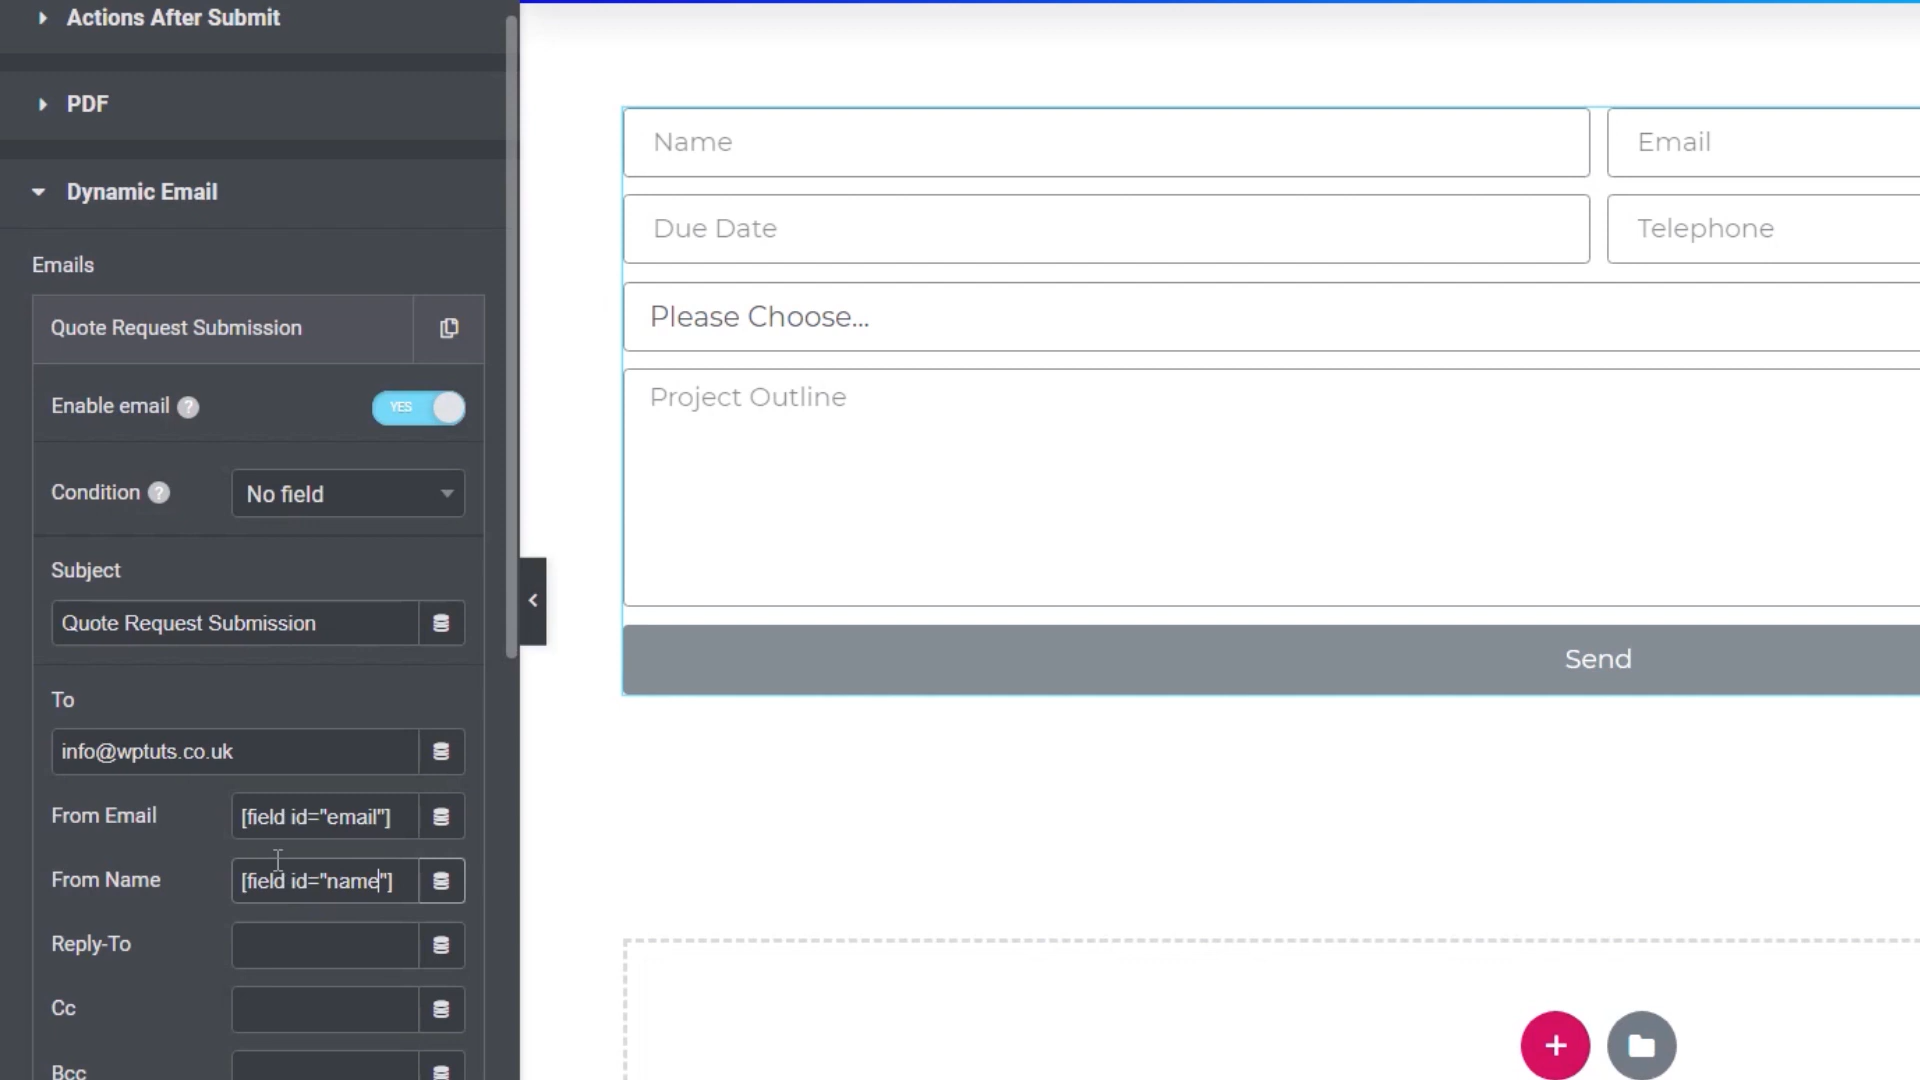 Actions After Submit
PDF
Dynamic Email
Emails
Quote Request Submission
Enable email ?
YES
Condition ?
No field
Subject
Quote Request Submission
To
info@wptuts.co.uk
From Email
[field id="email"]
From Name
[field id="name"]
Reply-To
Cc
Bcc
Name
Email
Due Date
Telephone
Please Choose...
Project Outline
Send